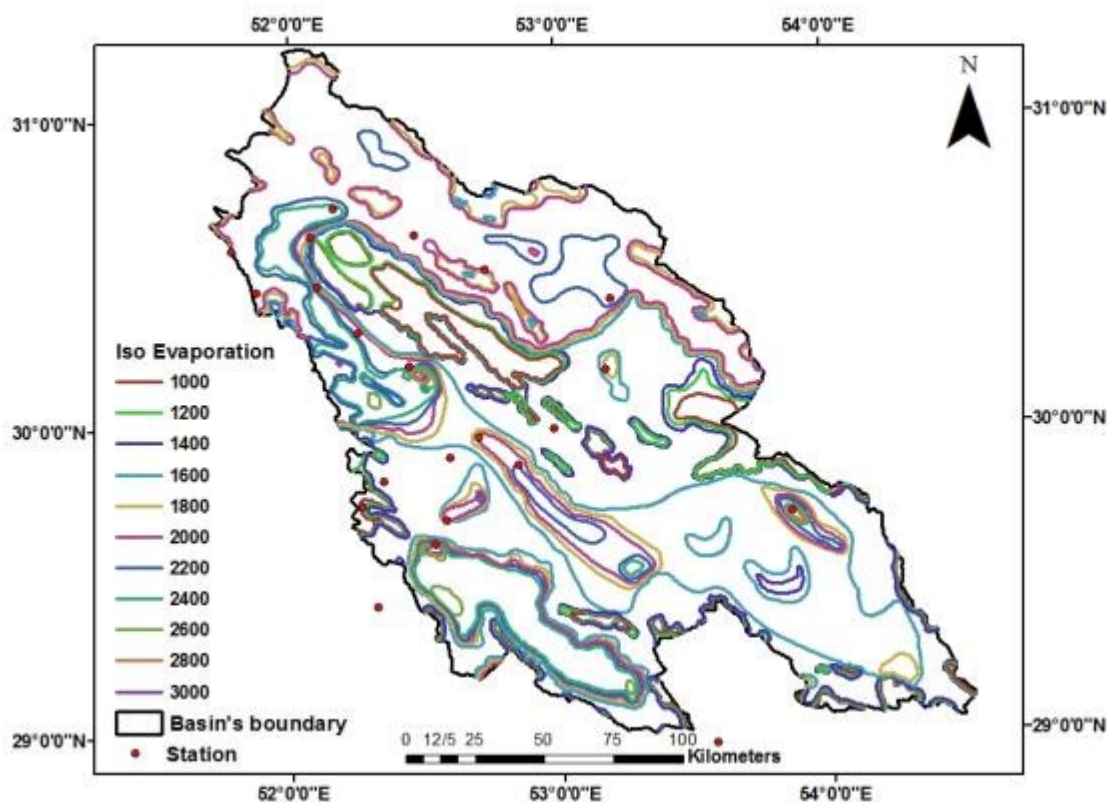 52°0'0"E 53°0'0"E 54°0'0"E
N
31°0'0"N 31°0'0"N
Iso Evaporation
1000
1200
30°0'0"N 30°0'0"N
1400
1600
1800
2000
2200
2400
2600
2800
3000
Basin's boundary
29°0'0"N 29°0'0"N
Station
0 12/5 25 50 75 100
Kilometers
52°0'0"E 53°0'0"E 54°0'0"E